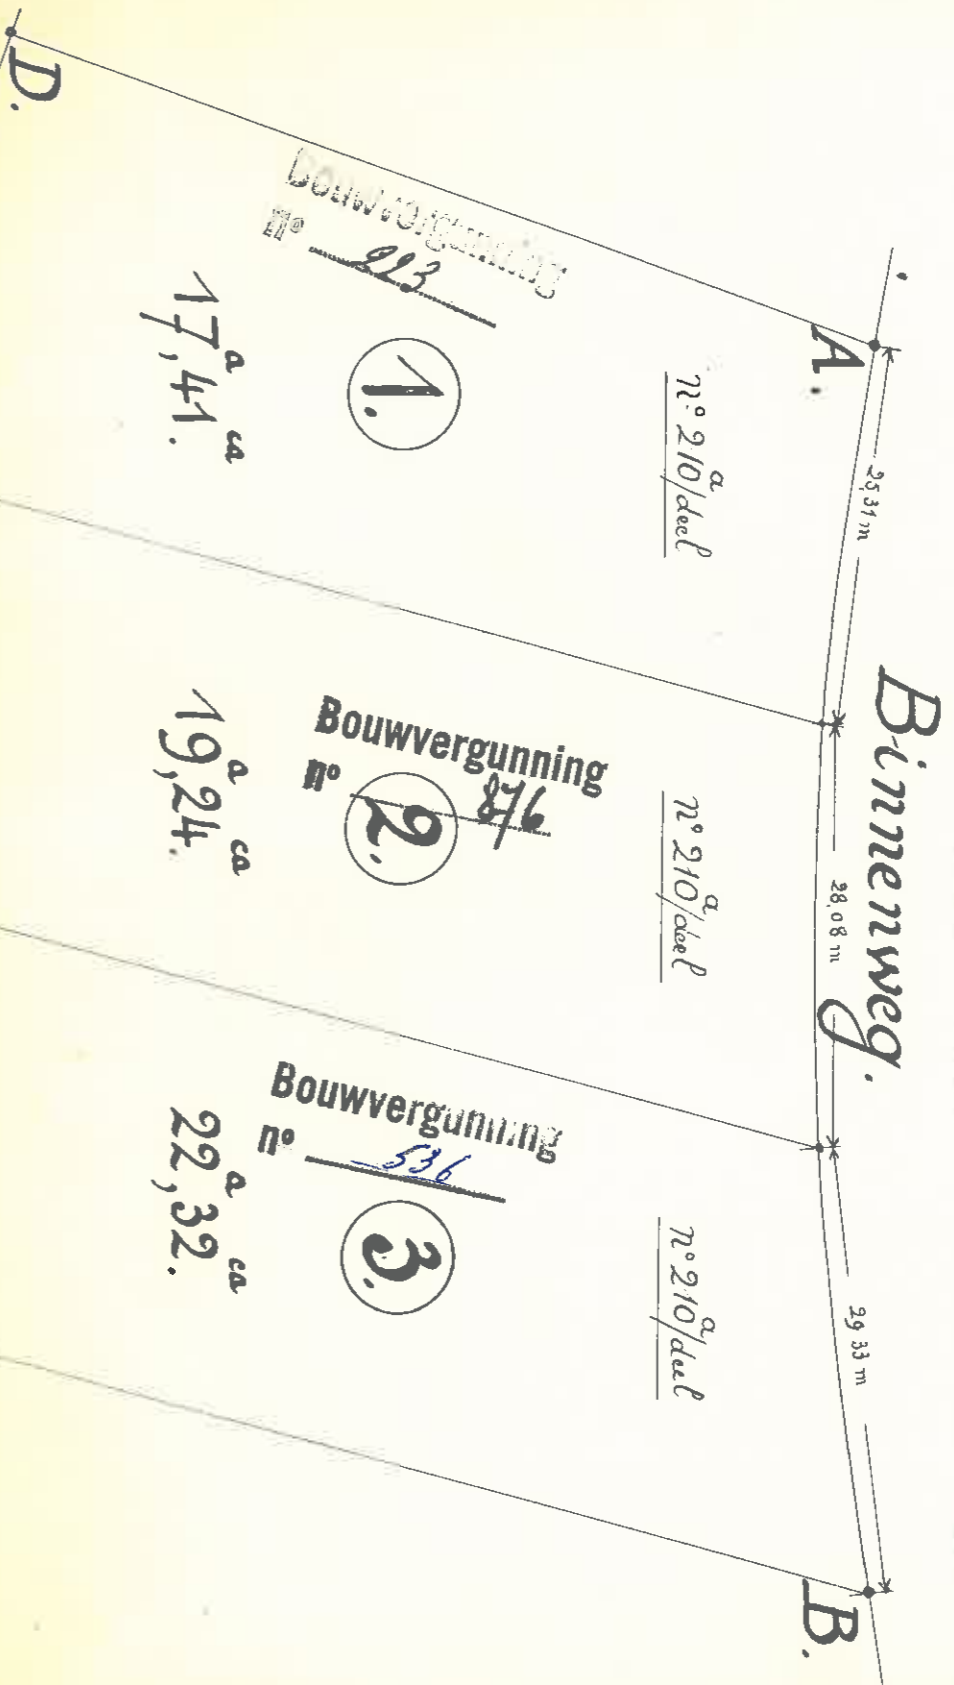 Binnenweg.
A
25,31 m
28,08 m
29,33 m
B.
n° 210a/deel
n° 210a/deel
n° 210a/deel
Bouwvergunning
n° 223
1.
17a,41ca.
Bouwvergunning
n° 876
2.
19a,24ca.
Bouwvergunning
n° 536
3.
22a,32ca.
D.